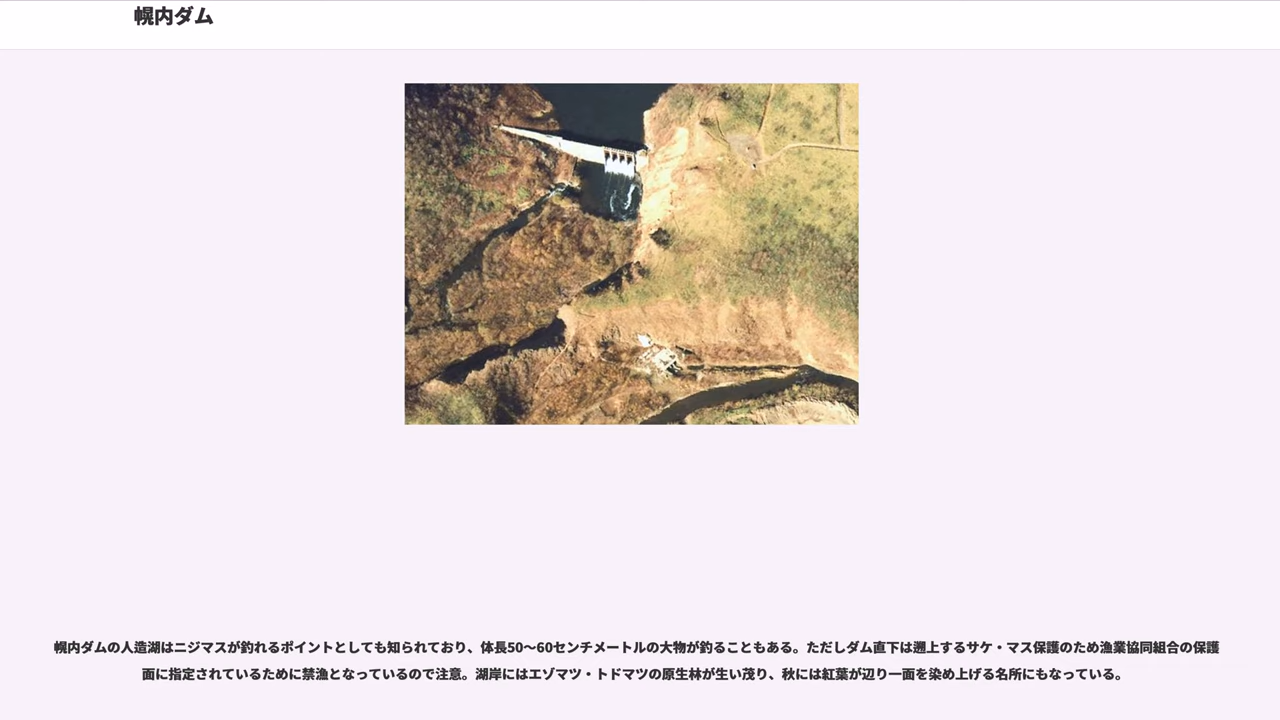 幌内ダム
幌内ダムの人造湖はニジマスが釣れるポイントとしても知られており、体長50〜60センチメートルの大物が釣ることもある。ただしダム直下は遡上するサケ・マス保護のため漁業協同組合の保護
面に指定されているために禁漁となっているので注意。湖岸にはエゾマツ・トドマツの原生林が生い茂り、秋には紅葉が辺り一面を染め上げる名所にもなっている。